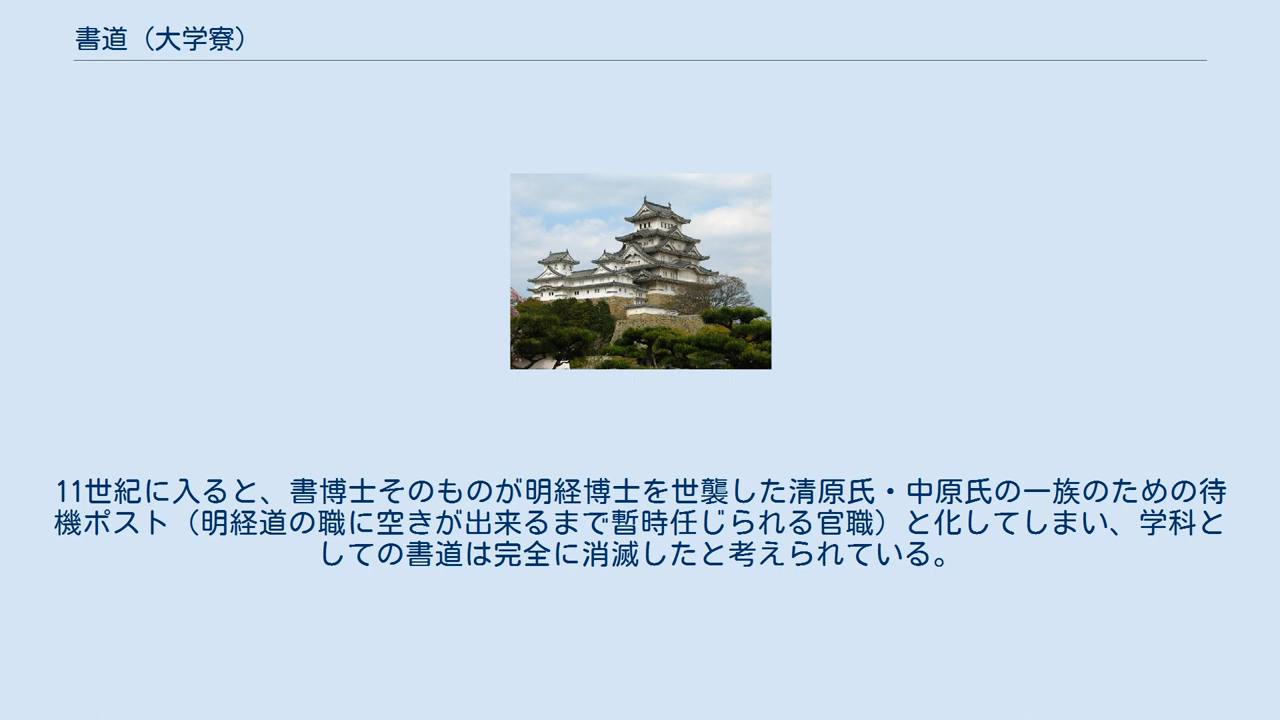 書道（大学寮）
11世紀に入ると、書博士そのものが明経博士を世襲した清原氏・中原氏の一族のための待
機ポスト（明経道の職に空きが出来るまで暫時任じられる官職）と化してしまい、学科と
しての書道は完全に消滅したと考えられている。